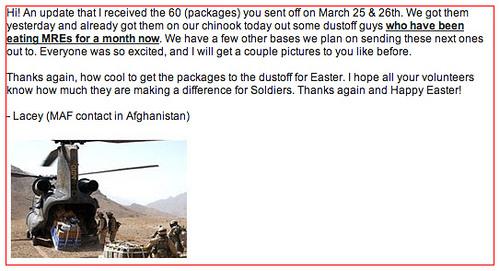 Hi! An update that I received the 60 (packages) you sent off on March 25 & 26th. We got them
yesterday and already got them on our chinook today out some dustoff guys who have been
eating MREs for a month now. We have a few other bases we plan on sending these next ones
out to. Everyone was so excited, and I will get a couple pictures to you like before.
Thanks again, how cool to get the packages to the dustoff for Easter. I hope all your volunteers
know how much they are making a difference for Soldiers. Thanks again and Happy Easter!
- Lacey (MAF contact in Afghanistan)